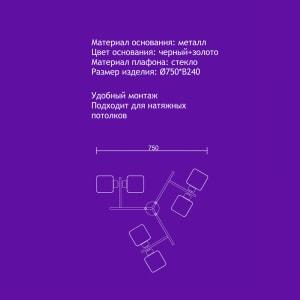 Материал основания: металл
Цвет основания: черный+золото
Материал плафона: стекло
Размер изделия: Ø750*В240
Удобный монтаж
Подходит для натяжных
потолков
750